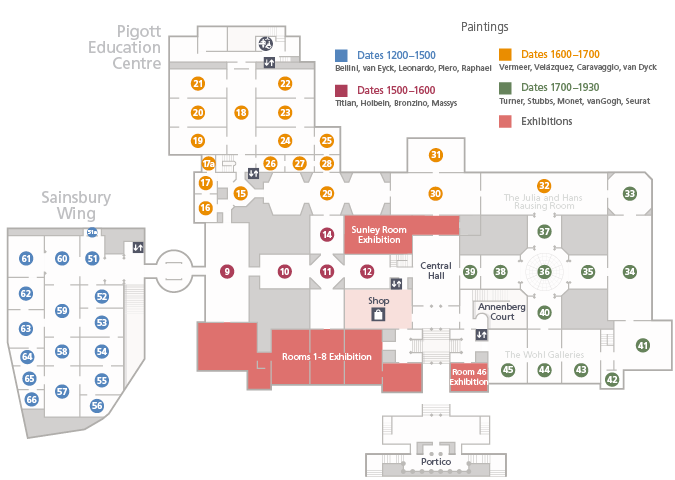 Pigott
Education
Centre
Paintings
Dates 1200–1500
Bellini, van Eyck, Leonardo, Piero, Raphael
Dates 1600–1700
Vermeer, Velázquez, Caravaggio, van Dyck
Dates 1500–1600
Titian, Holbein, Bronzino, Massys
Dates 1700–1930
Turner, Stubbs, Monet, vanGogh, Seurat
Exhibitions
21
22
20
18
23
19
24
25
17a
26
27
28
31
17
15
29
30
32
33
The Julia and Hans
Rausing Room
16
Sainsbury
Wing
14
Sunley Room
Exhibition
37
51a
61
60
51
9
10
11
12
Central
Hall
39
38
36
35
34
62
52
59
Shop
Annenberg
Court
40
63
53
64
58
54
Rooms 1-8 Exhibition
The Wohl Galleries
41
65
57
55
Room 46
Exhibition
45
44
43
42
66
56
Portico